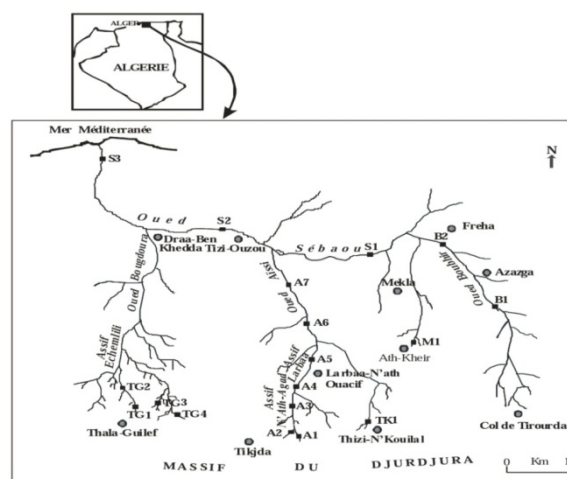 ALGER
ALGERIE
Mer Méditerranée
S3
N
Oued
S2
Sébaou
S1
Draa-Ben
Khedda
Tizi-Ouzou
Freha
B2
Oued Boubhir
Azazga
B1
Oued Bougdoura
Oued Aissi
A7
A6
Mekla
M1
Ath-Kheir
Assif
Echemlili
TG2
TG1
TG3
TG4
Thala-Guilef
Assif
Larbaa
A5
Larbaa-N'ath
Ouacif
A4
Assif
N'Ath-Agad
A3
A2
A1
Tikjda
TK1
Thizi-N'Kouilal
Col de Tirourda
MASSIF DU DJURDJURA
0 Km